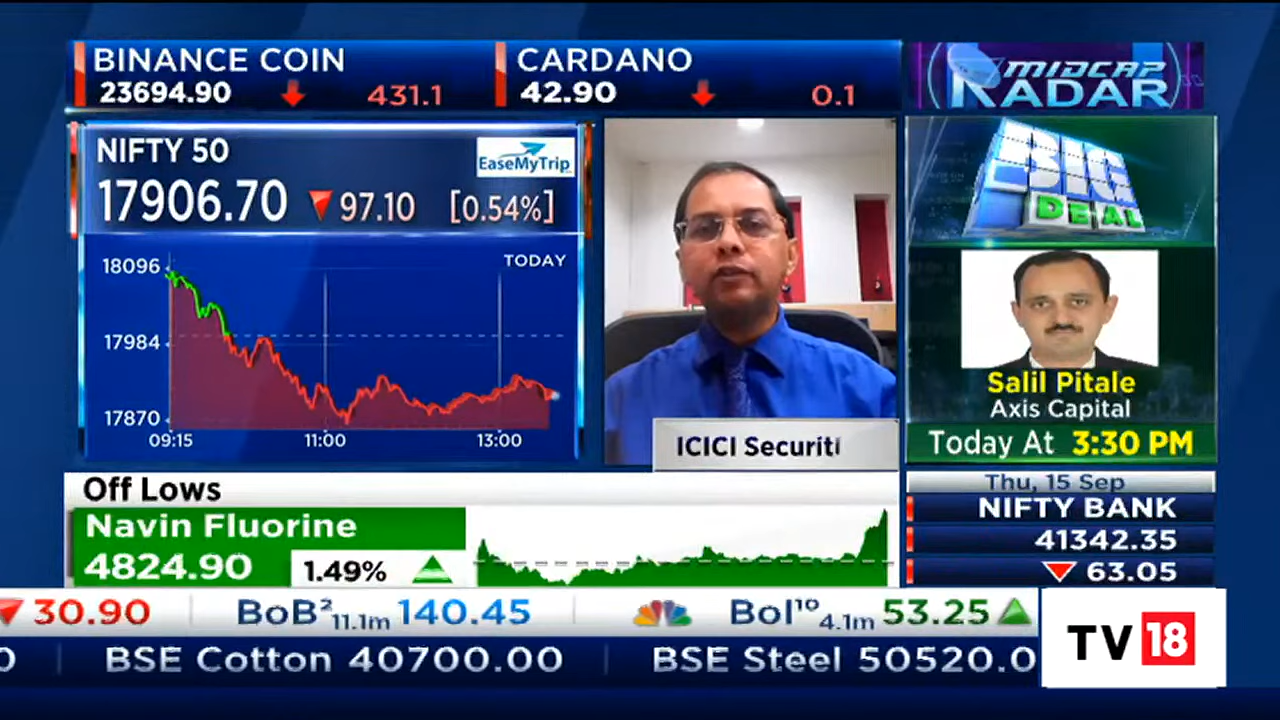 BINANCE COIN
23694.90 431.1
CARDANO
42.90 0.1
MIDCAP
RADAR
NIFTY 50
EaseMyTrip
17906.70 97.10 [0.54%]
TODAY
18096
17984
17870
09:15 11:00 13:00
ICICI Securiti
BIG
DEAL
Salil Pitale
Axis Capital
Today At 3:30 PM
Thu, 15 Sep
NIFTY BANK
41342.35
63.05
Off Lows
Navin Fluorine
4824.90 1.49%
30.90 BoB² 11.1m 140.45 BoI¹⁰ 4.1m 53.25
0 BSE Cotton 40700.00 BSE Steel 50520.0
TV18